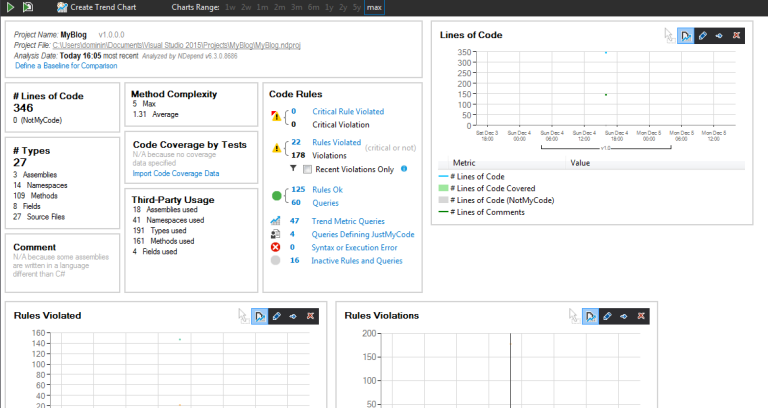 Create Trend Chart
Charts Range: 1w 2w 1m 2m 3m 6m 1y 2y 5y max
Project Name: MyBlog v1.0.0.0
Project File: C:\Users\dominin\Documents\Visual Studio 2015\Projects\MyBlog\MyBlog.ndproj
Analysis Date: Today 16:05 most recent Analyzed by NDepend v6.3.0.8686
Define a Baseline for Comparison
# Lines of Code
346
0 (NotMyCode)
# Types
27
3 Assemblies
14 Namespaces
109 Methods
8 Fields
27 Source Files
Comment
N/A because some assemblies
are written in a language
different than C#
Method Complexity
5 Max
1.31 Average
Code Coverage by Tests
N/A because no coverage
data specified
Import Code Coverage Data
Third-Party Usage
18 Assemblies used
41 Namespaces used
191 Types used
161 Methods used
4 Fields used
Code Rules
0 Critical Rule Violated
0 Critical Violation
22 Rules Violated (critical or not)
178 Violations
Recent Violations Only
125 Rules Ok
60 Queries
47 Trend Metric Queries
4 Queries Defining JustMyCode
0 Syntax or Execution Error
16 Inactive Rules and Queries
Lines of Code
350
300
250
200
150
100
50
0
Sat Dec 3 Sun Dec 4 Sun Dec 4 Sun Dec 4 Sun Dec 4 Mon Dec 5 Mon Dec 5 Mon Dec 5
18:00 00:00 06:00 12:00 18:00 00:00 06:00 12:00
v1.0
Metric Value
# Lines of Code
# Lines of Code Covered
# Lines of Code (NotMyCode)
# Lines of Comments
Rules Violated
160
140
120
100
80
60
40
20
Rules Violations
200
150
100
50